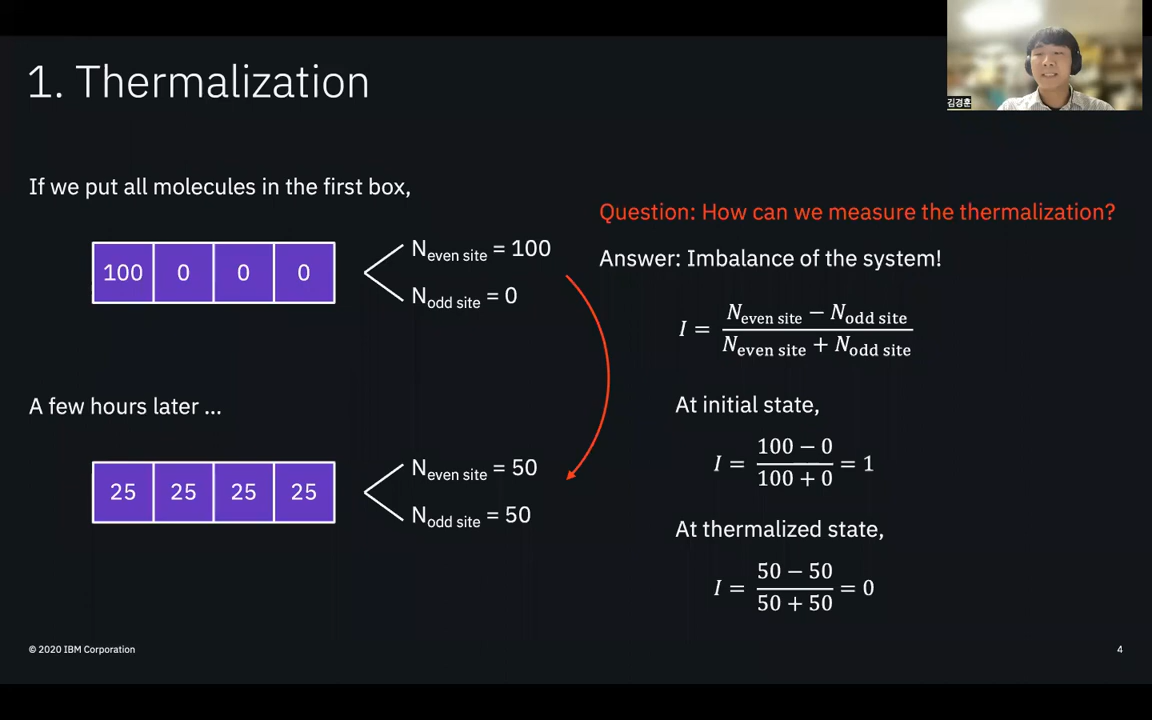 1. Thermalization
김경훈
If we put all molecules in the first box,
100 0 0 0
N_even site = 100
N_odd site = 0
A few hours later ...
25 25 25 25
N_even site = 50
N_odd site = 50
Question: How can we measure the thermalization?
Answer: Imbalance of the system!
I = (N_even site − N_odd site) / (N_even site + N_odd site)
At initial state,
I = (100 − 0) / (100 + 0) = 1
At thermalized state,
I = (50 − 50) / (50 + 50) = 0
© 2020 IBM Corporation
4